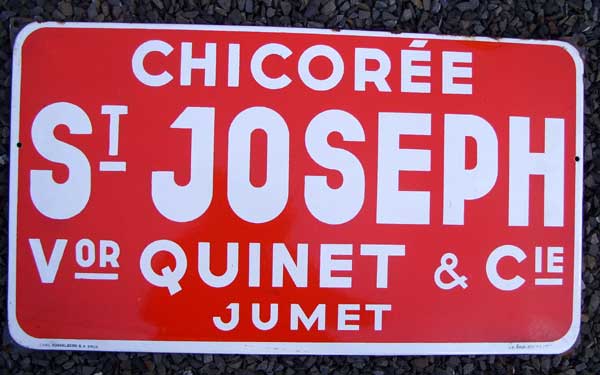 CHICORÉE
ST JOSEPH
VOR QUINET & CIE
JUMET